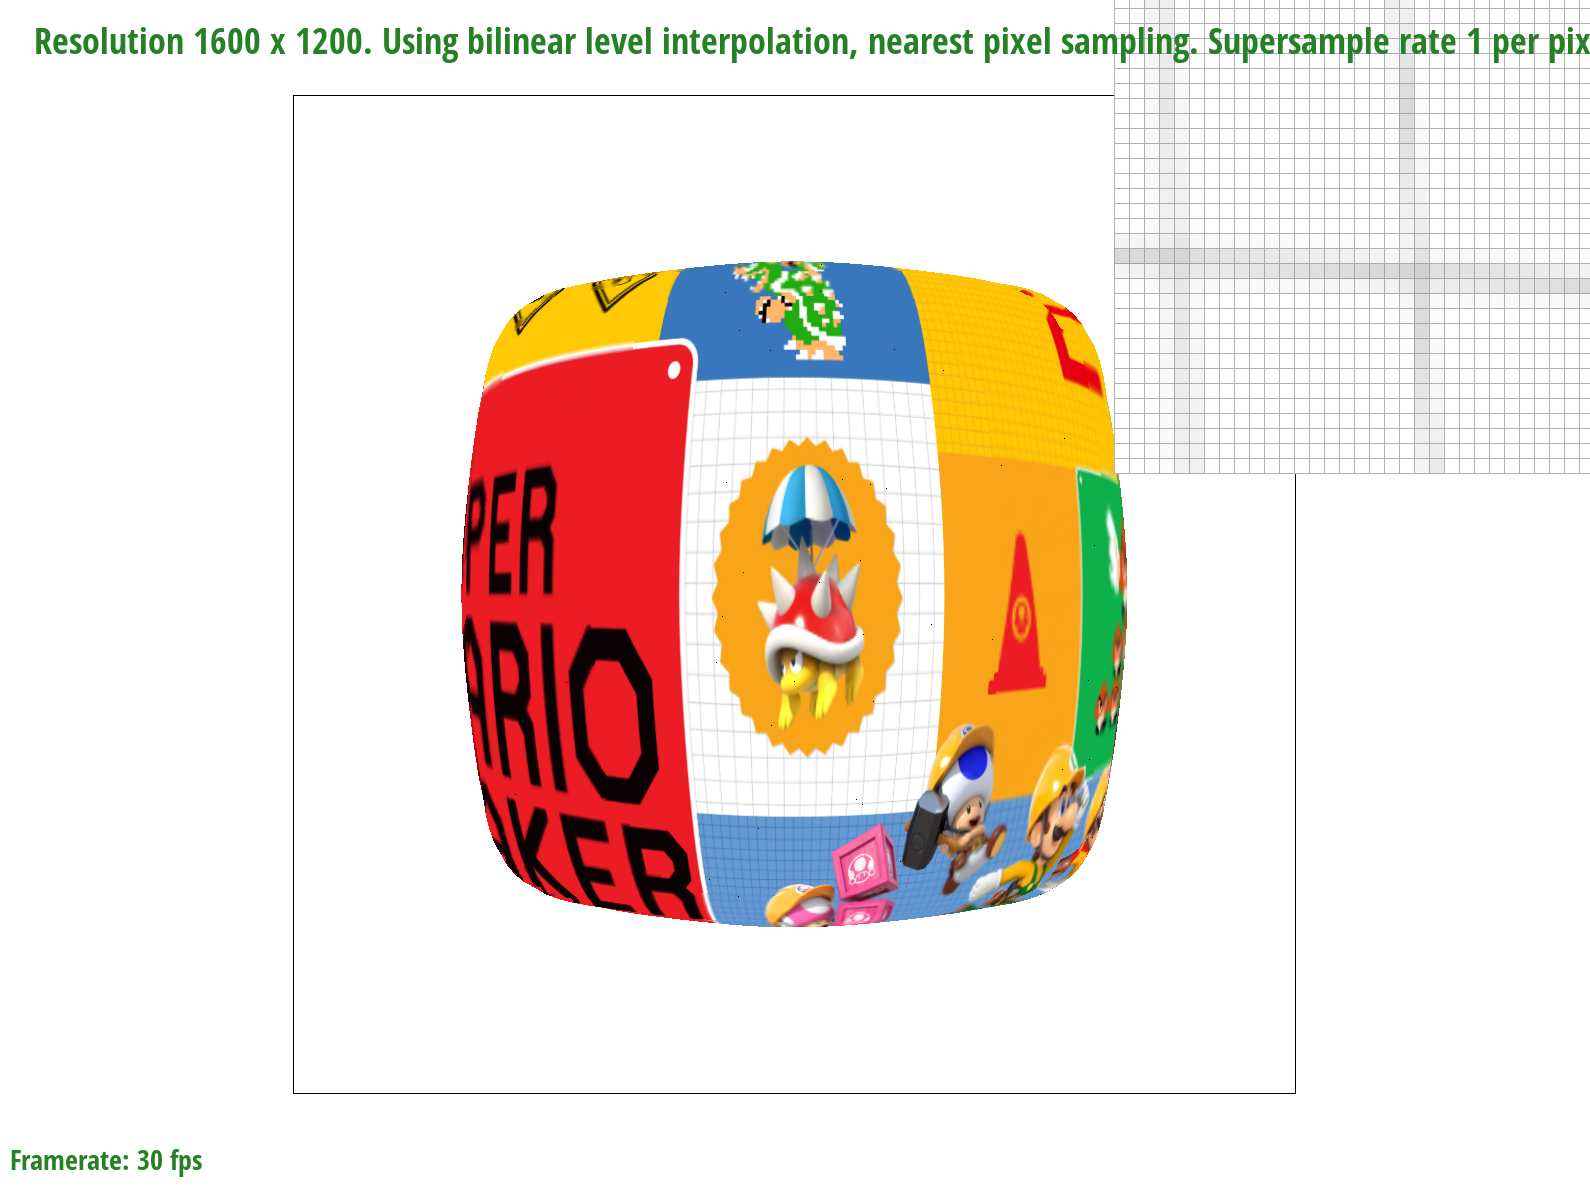 Resolution 1600 x 1200. Using bilinear level interpolation, nearest pixel sampling. Supersample rate 1 per pix
PER
ARIO
KER
Framerate: 30 fps